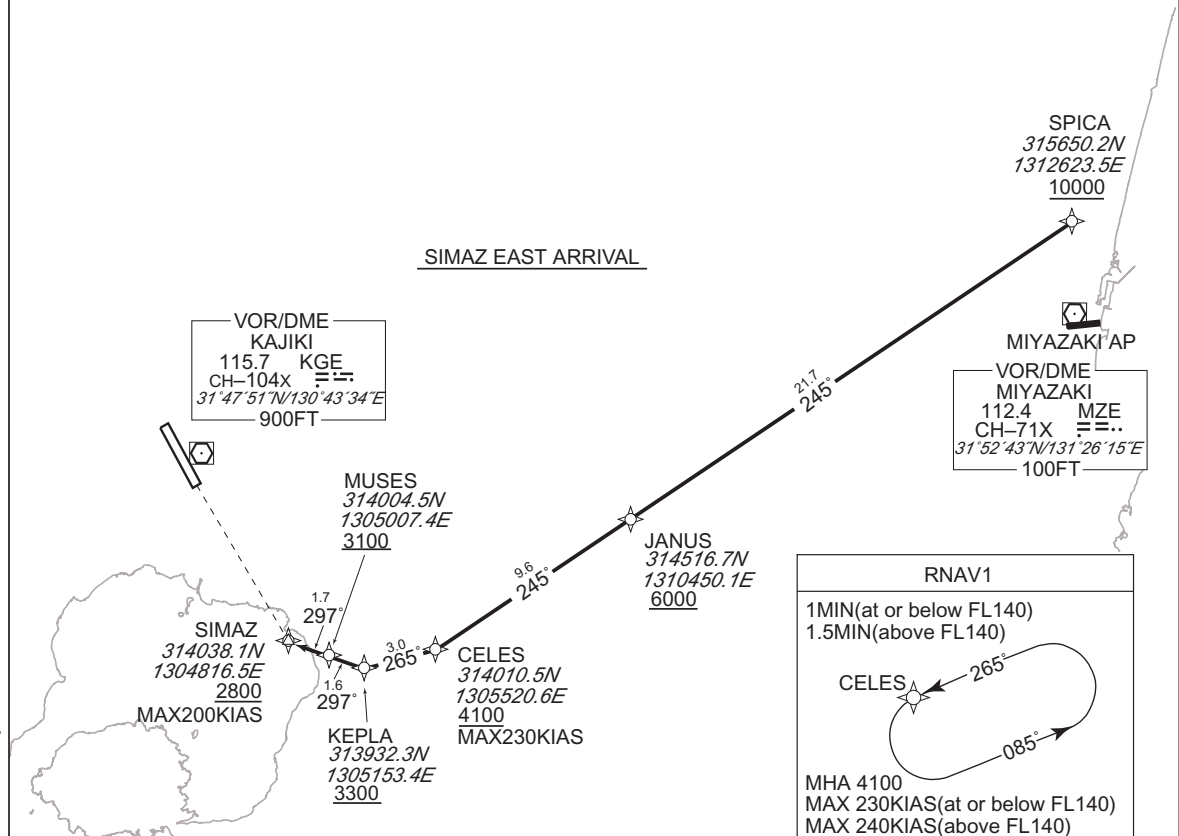 SPICA
315650.2N
1312623.5E
10000
SIMAZ EAST ARRIVAL
VOR/DME
KAJIKI
115.7 KGE
CH–104X
31°47′51″N/130°43′34″E
900FT
MIYAZAKI AP
VOR/DME
MIYAZAKI
112.4 MZE
CH–71X
31°52′43″N/131°26′15″E
100FT
21.7
245°
MUSES
314004.5N
1305007.4E
3100
JANUS
314516.7N
1310450.1E
6000
9.6
245°
1.7
297°
SIMAZ
314038.1N
1304816.5E
2800
MAX200KIAS
1.6
297°
3.0
265°
CELES
314010.5N
1305520.6E
4100
MAX230KIAS
KEPLA
313932.3N
1305153.4E
3300
RNAV1
1MIN(at or below FL140)
1.5MIN(above FL140)
CELES
265°
085°
MHA 4100
MAX 230KIAS(at or below FL140)
MAX 240KIAS(above FL140)